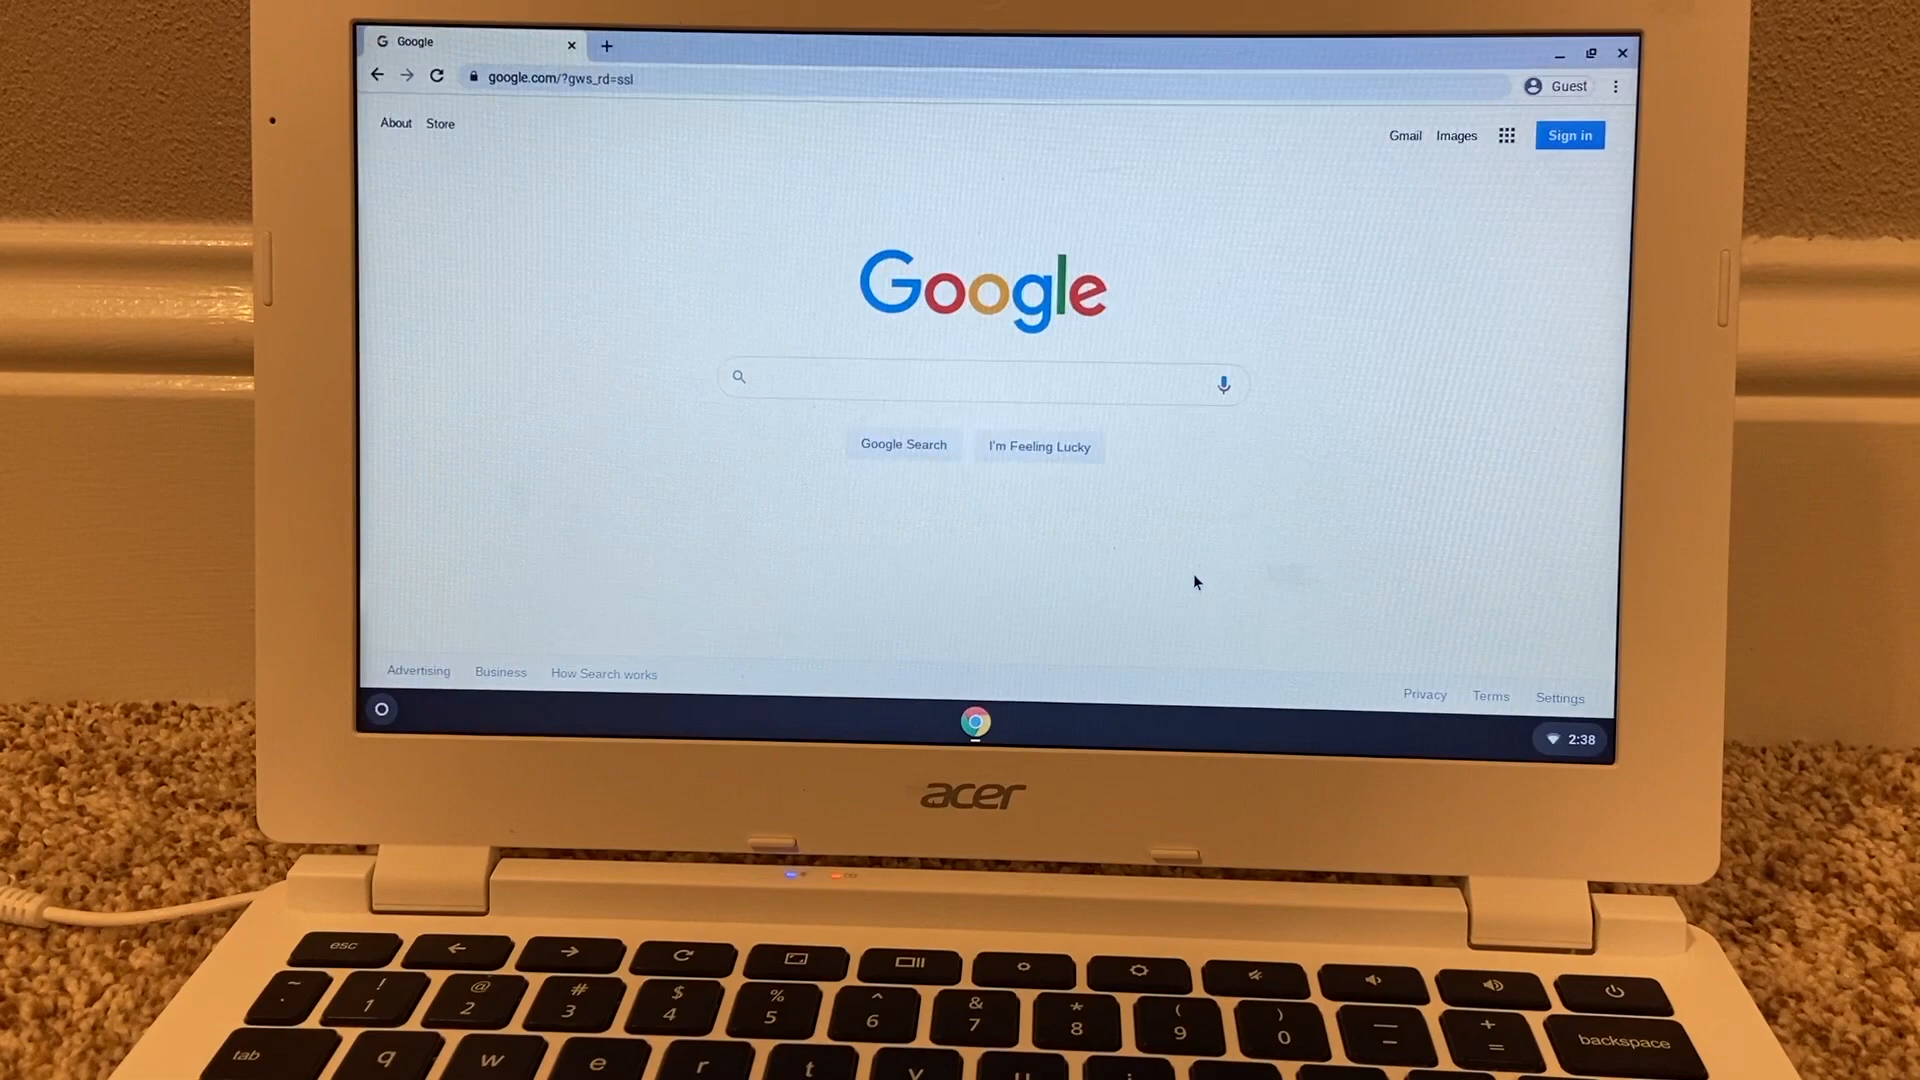 Google
google.com/?gws_rd=ssl
Guest
About Store
Gmail Images Sign in
Google
Google Search I'm Feeling Lucky
Advertising Business How Search works
Privacy Terms Settings
2:38
acer
esc
~ ! @ # $ % ^ & * ( ) — +
1 2 3 4 5 6 7 8 9 0 - = backspace
tab q w e r t y u i